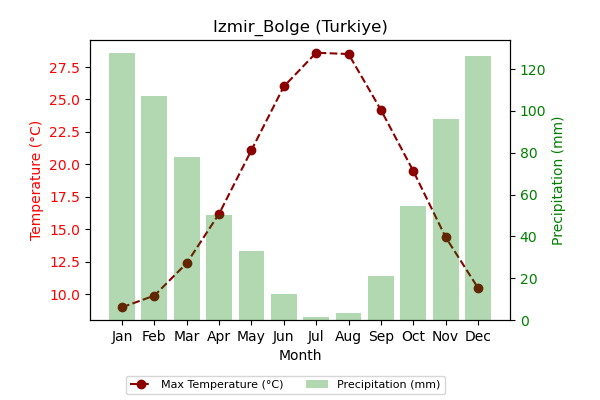 Izmir_Bolge (Turkiye)
27.5
25.0
22.5
20.0
17.5
15.0
12.5
10.0
Temperature (°C)
120
100
80
60
40
20
0
Precipitation (mm)
Jan Feb Mar Apr May Jun Jul Aug Sep Oct Nov Dec
Month
Max Temperature (°C) Precipitation (mm)